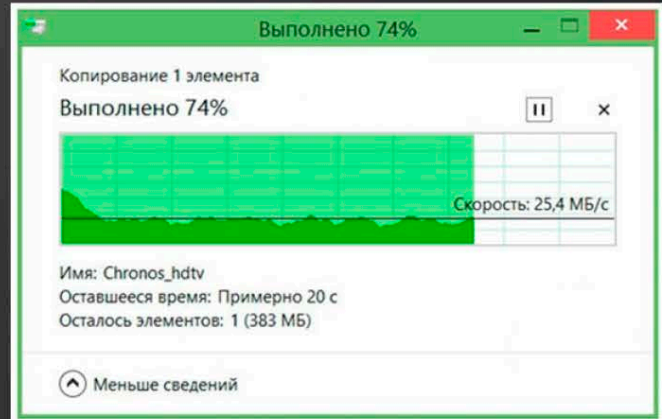 Выполнено 74%
Копирование 1 элемента
Выполнено 74%
Скорость: 25,4 МБ/с
Имя: Chronos_hdtv
Оставшееся время: Примерно 20 с
Осталось элементов: 1 (383 МБ)
Меньше сведений